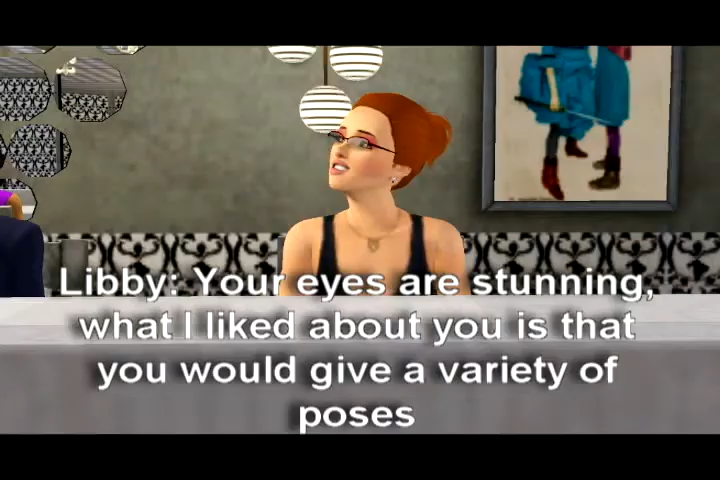 Libby: Your eyes are stunning,
what I liked about you is that
you would give a variety of
poses